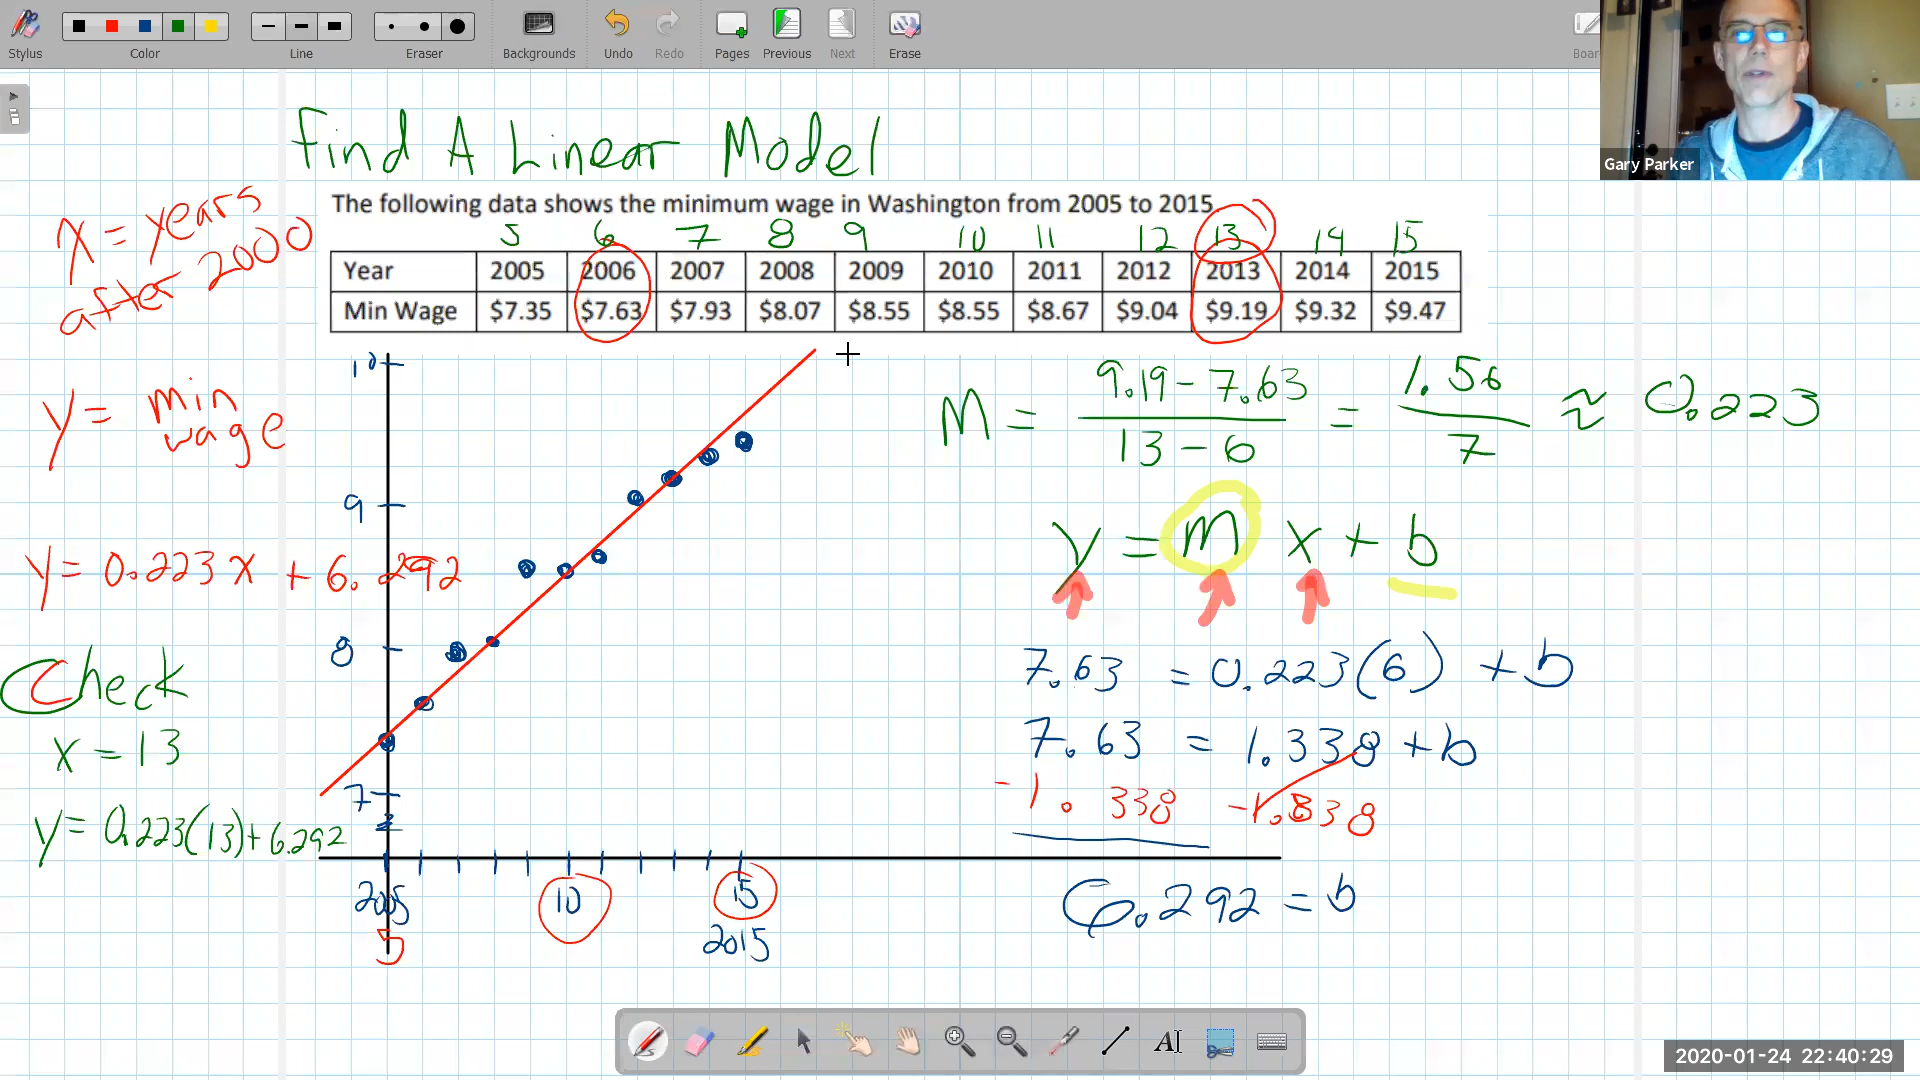 Stylus Color Line Eraser Backgrounds Undo Redo Pages Previous Next Erase Boar
Gary Parker
Find A Linear Model
The following data shows the minimum wage in Washington from 2005 to 2015.
5 6 7 8 9 10 11 12 13 14 15
Year 2005 2006 2007 2008 2009 2010 2011 2012 2013 2014 2015
Min Wage $7.35 $7.63 $7.93 $8.07 $8.55 $8.55 $8.67 $9.04 $9.19 $9.32 $9.47
x = years
after 2000
y = min
wage
y = 0.223x + 6.292
Check
x = 13
y = 0.223(13) + 6.292
10
9
8
7
2005 10 15
5 2015
M = 9.19 - 7.63 / 13 - 6 = 1.56 / 7 ≈ 0.223
y = m x + b
7.63 = 0.223(6) + b
7.63 = 1.338 + b
-1.338 -1.338
6.292 = b
2020-01-24 22:40:29